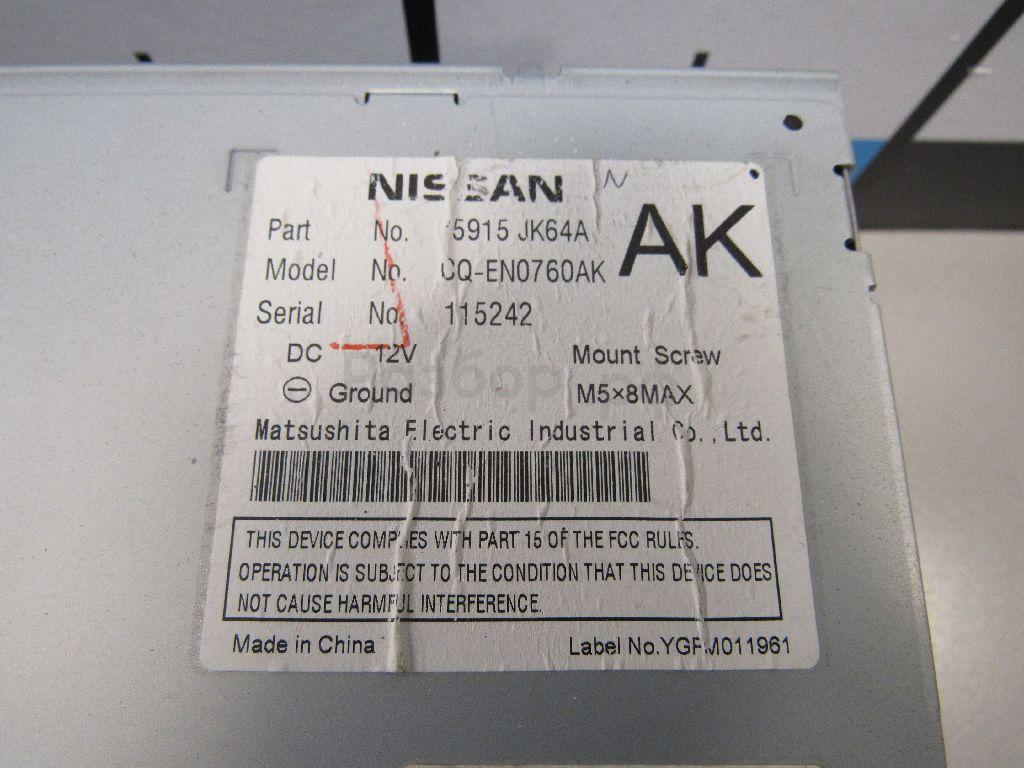 NISSAN N
Part No. 5915 JK64A AK
Model No. CQ-EN0760AK
Serial No. 115242
DC 12V Mount Screw
⊖ Ground M5×8MAX
Matsushita Electric Industrial Co.,Ltd.
THIS DEVICE COMPLIES WITH PART 15 OF THE FCC RULES.
OPERATION IS SUBJECT TO THE CONDITION THAT THIS DEVICE DOES
NOT CAUSE HARMFUL INTERFERENCE.
Made in China Label No.YGFM011961